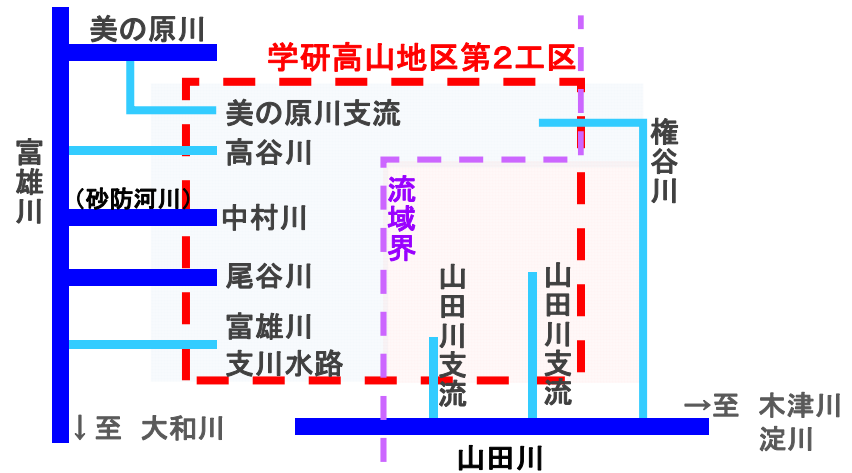 美の原川
学研高山地区第2工区
美の原川支流
権谷川
富雄川
高谷川
(砂防河川)
中村川
流域界
尾谷川
山田川支流
山田川支流
富雄川
支川水路
↓至 大和川
→至 木津川
淀川
山田川